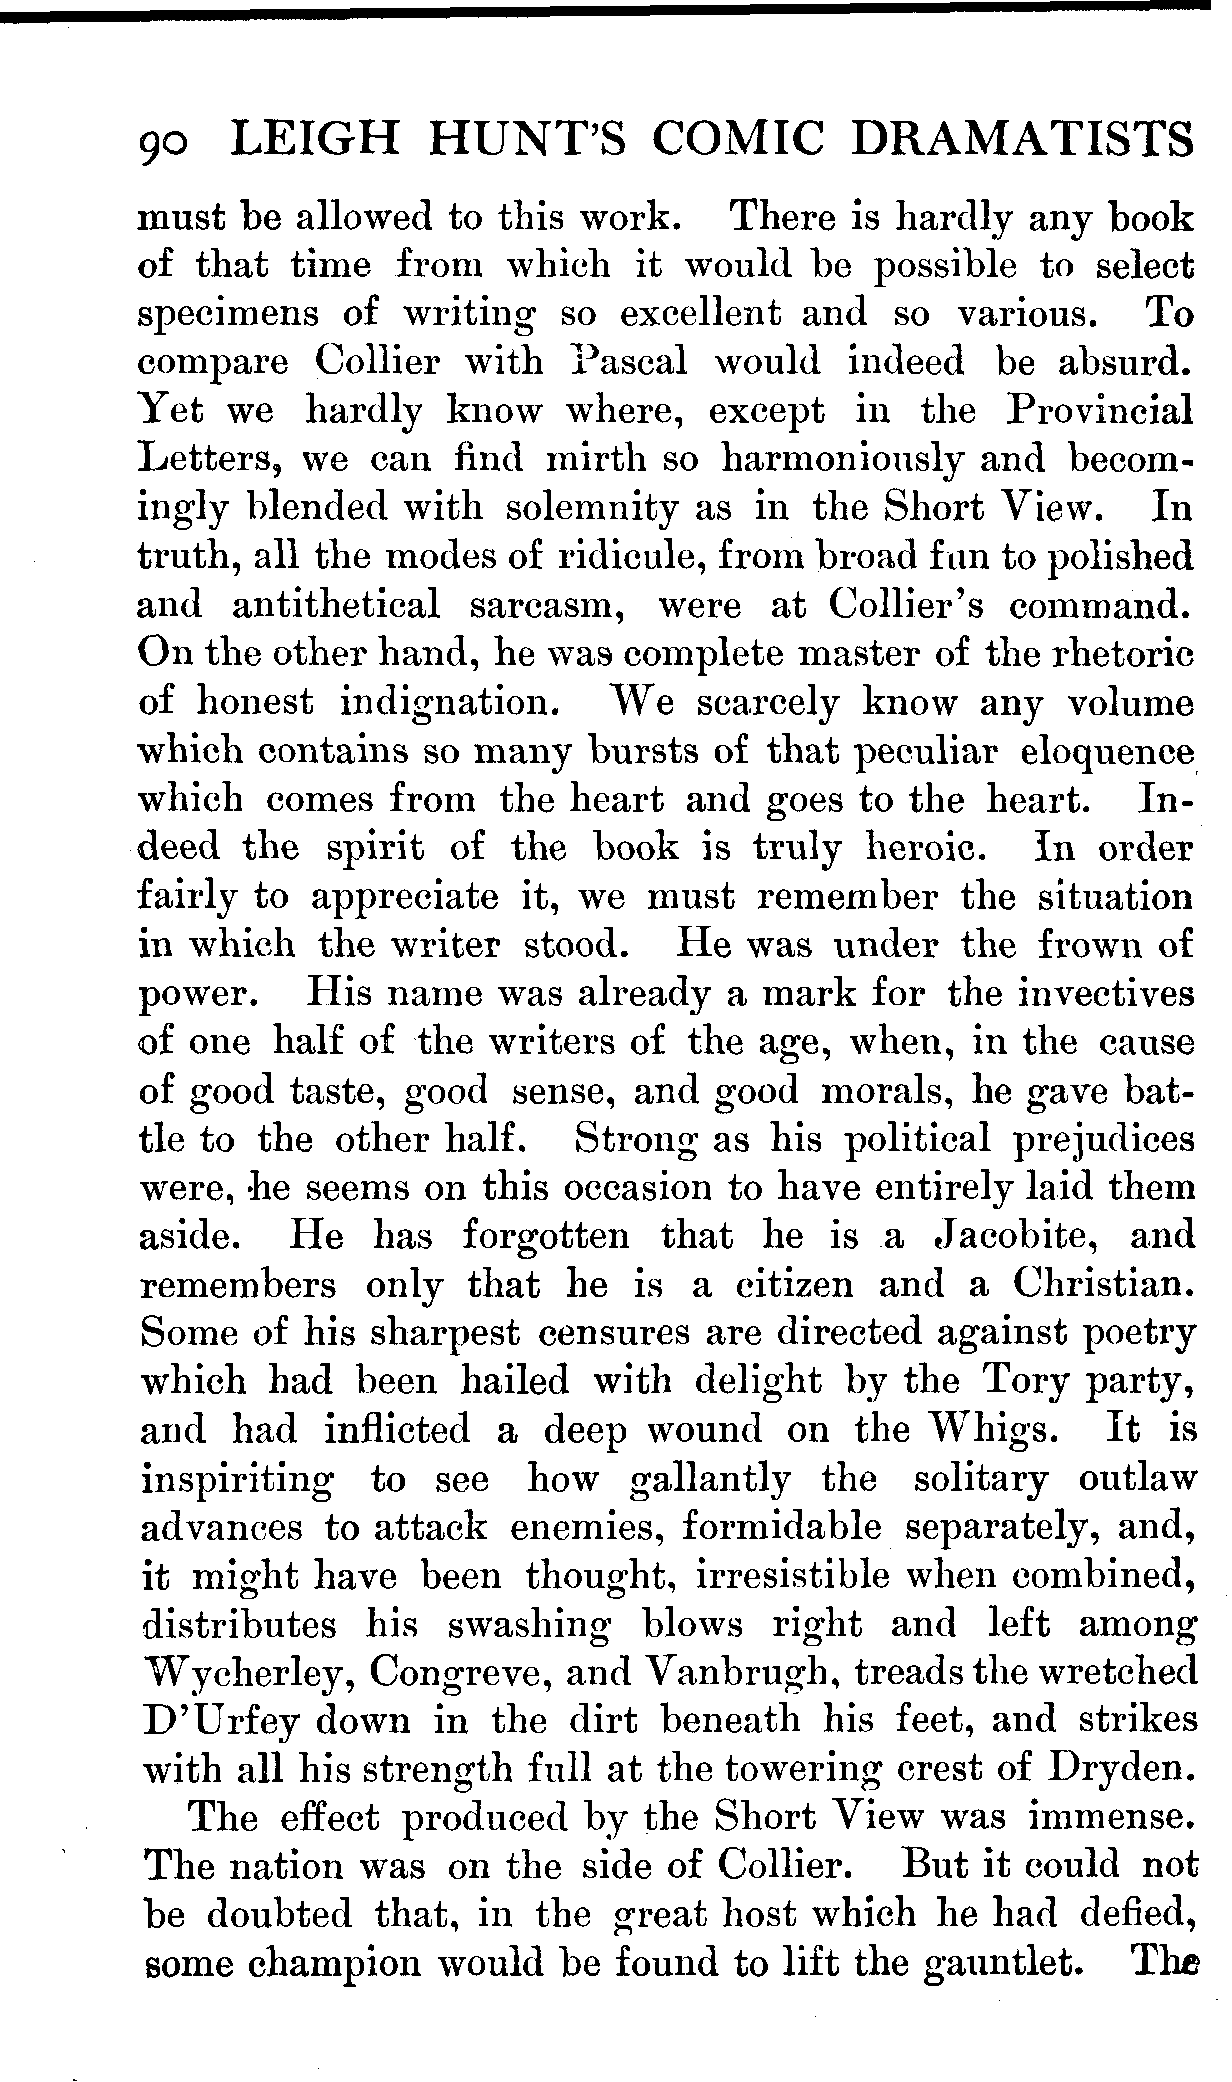 90 LEIGH HUNT'S COMIC DRAMATISTS
must be allowed to this work. There is hardly any book
of that time from which it would be possible to select
specimens of writing so excellent and so various. To
compare Collier with Pascal would indeed be absurd.
Yet we hardly know where, except in the Provincial
Letters, we can find mirth so harmoniously and becom-
ingly blended with solemnity as in the Short View. In
truth, all the modes of ridicule, from broad fun to polished
and antithetical sarcasm, were at Collier's command.
On the other hand, he was complete master of the rhetoric
of honest indignation. We scarcely know any volume
which contains so many bursts of that peculiar eloquence
which comes from the heart and goes to the heart. In-
deed the spirit of the book is truly heroic. In order
fairly to appreciate it, we must remember the situation
in which the writer stood. He was under the frown of
power. His name was already a mark for the invectives
of one half of the writers of the age, when, in the cause
of good taste, good sense, and good morals, he gave bat-
tle to the other half. Strong as his political prejudices
were, he seems on this occasion to have entirely laid them
aside. He has forgotten that he is a Jacobite, and
remembers only that he is a citizen and a Christian.
Some of his sharpest censures are directed against poetry
which had been hailed with delight by the Tory party,
and had inflicted a deep wound on the Whigs. It is
inspiriting to see how gallantly the solitary outlaw
advances to attack enemies, formidable separately, and,
it might have been thought, irresistible when combined,
distributes his swashing blows right and left among
Wycherley, Congreve, and Vanbrugh, treads the wretched
D'Urfey down in the dirt beneath his feet, and strikes
with all his strength full at the towering crest of Dryden.
The effect produced by the Short View was immense.
The nation was on the side of Collier. But it could not
be doubted that, in the great host which he had defied,
some champion would be found to lift the gauntlet. The